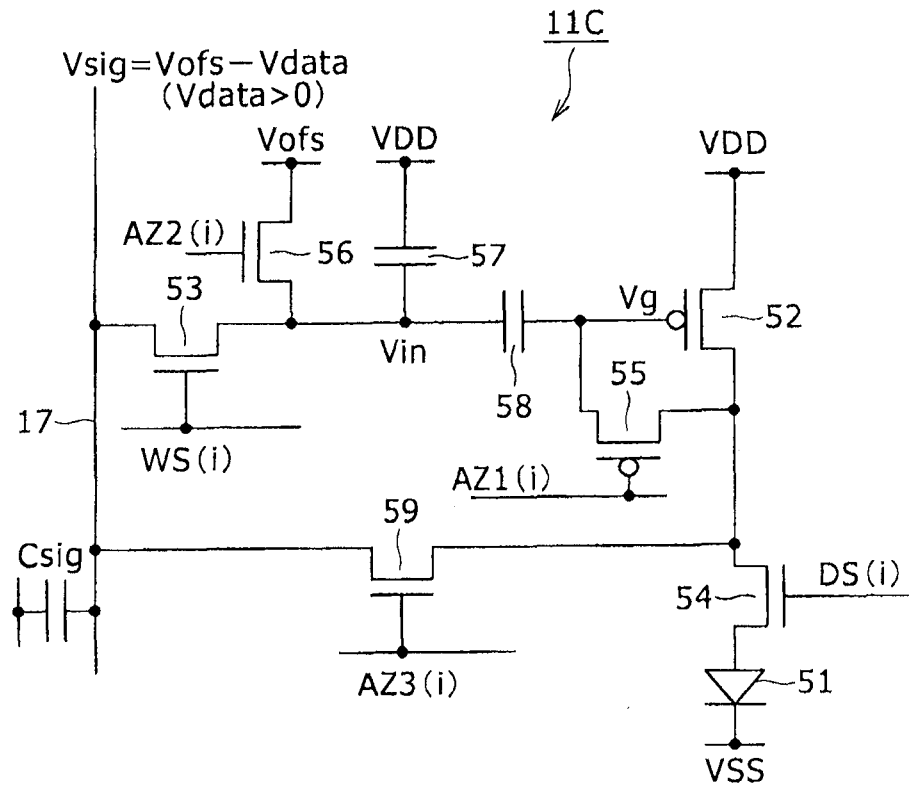 11C
Vsig=Vofs−Vdata
(Vdata>0)
Vofs
VDD
VDD
AZ2(i)
56
57
53
Vg
52
Vin
58
55
17
WS(i)
AZ1(i)
59
Csig
54
DS(i)
AZ3(i)
51
VSS